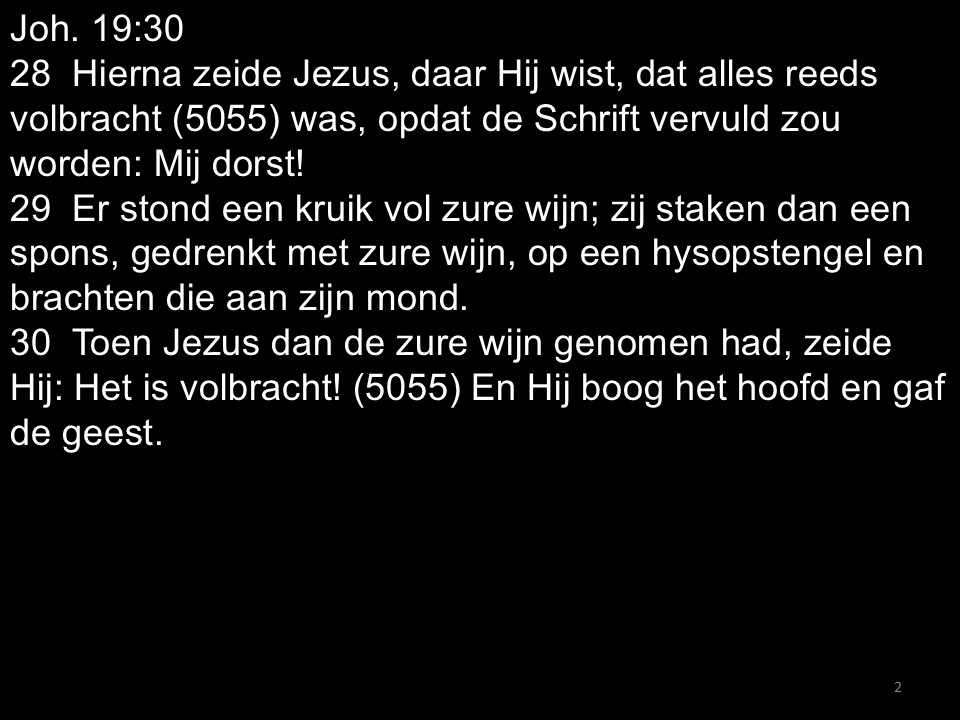 Joh. 19:30
28  Hierna zeide Jezus, daar Hij wist, dat alles reeds
volbracht (5055) was, opdat de Schrift vervuld zou
worden: Mij dorst!
29  Er stond een kruik vol zure wijn; zij staken dan een
spons, gedrenkt met zure wijn, op een hysopstengel en
brachten die aan zijn mond.
30  Toen Jezus dan de zure wijn genomen had, zeide
Hij: Het is volbracht! (5055) En Hij boog het hoofd en gaf
de geest.
2